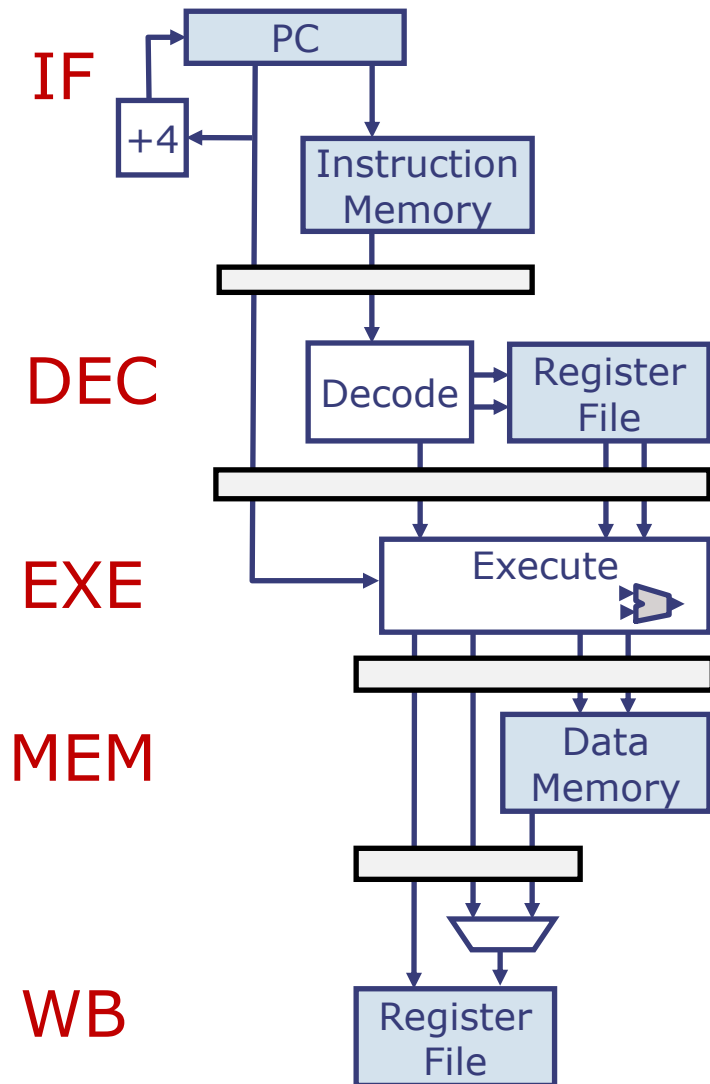 PC
IF
+4
Instruction
Memory
DEC
Decode
Register
File
EXE
Execute
MEM
Data
Memory
WB
Register
File